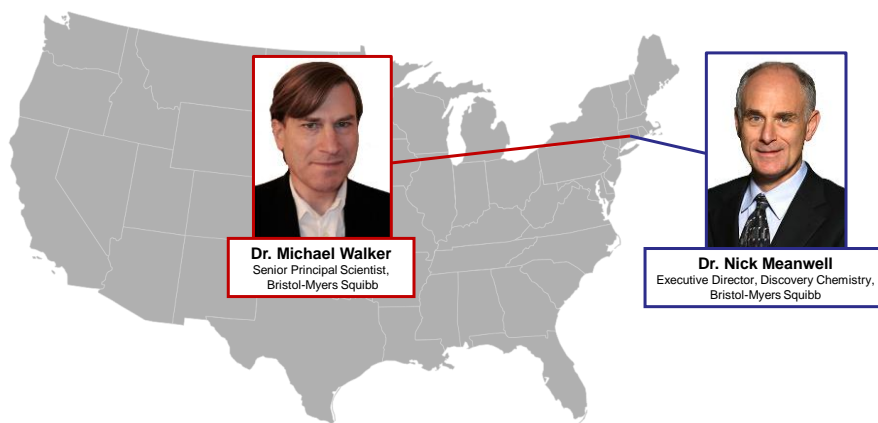 Dr. Michael Walker
Senior Principal Scientist,
Bristol-Myers Squibb
Dr. Nick Meanwell
Executive Director, Discovery Chemistry,
Bristol-Myers Squibb